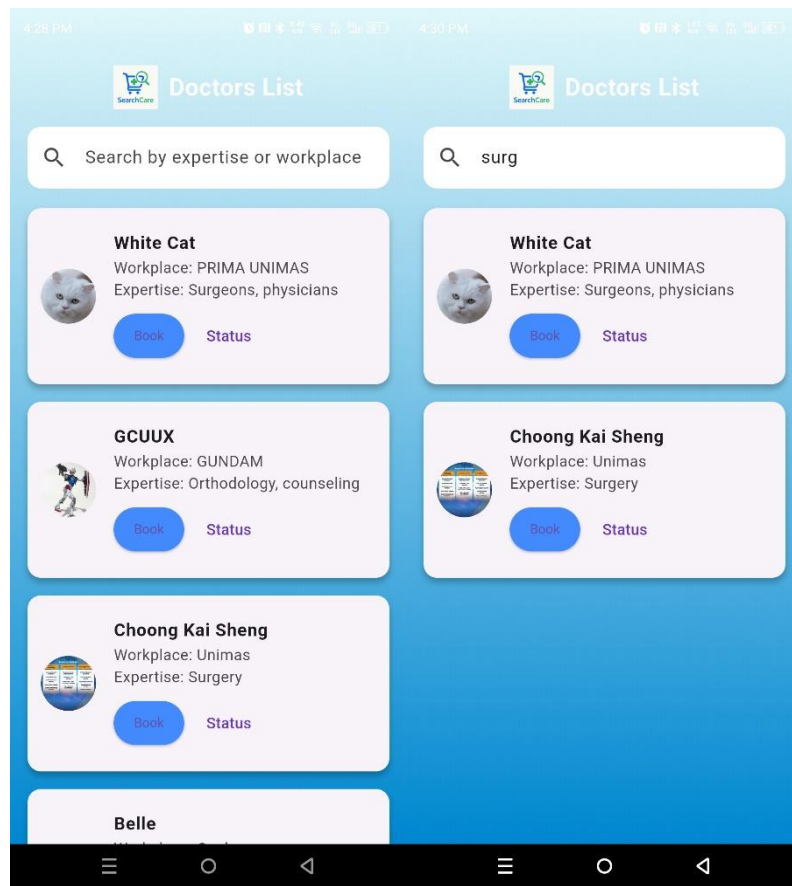 4:28 PM
SearchCare
Doctors List
Search by expertise or workplace
White Cat
Workplace: PRIMA UNIMAS
Expertise: Surgeons, physicians
Book
Status
GCUUX
Workplace: GUNDAM
Expertise: Orthodology, counseling
Book
Status
Choong Kai Sheng
Workplace: Unimas
Expertise: Surgery
Book
Status
Belle
4:30 PM
SearchCare
Doctors List
surg
White Cat
Workplace: PRIMA UNIMAS
Expertise: Surgeons, physicians
Book
Status
Choong Kai Sheng
Workplace: Unimas
Expertise: Surgery
Book
Status